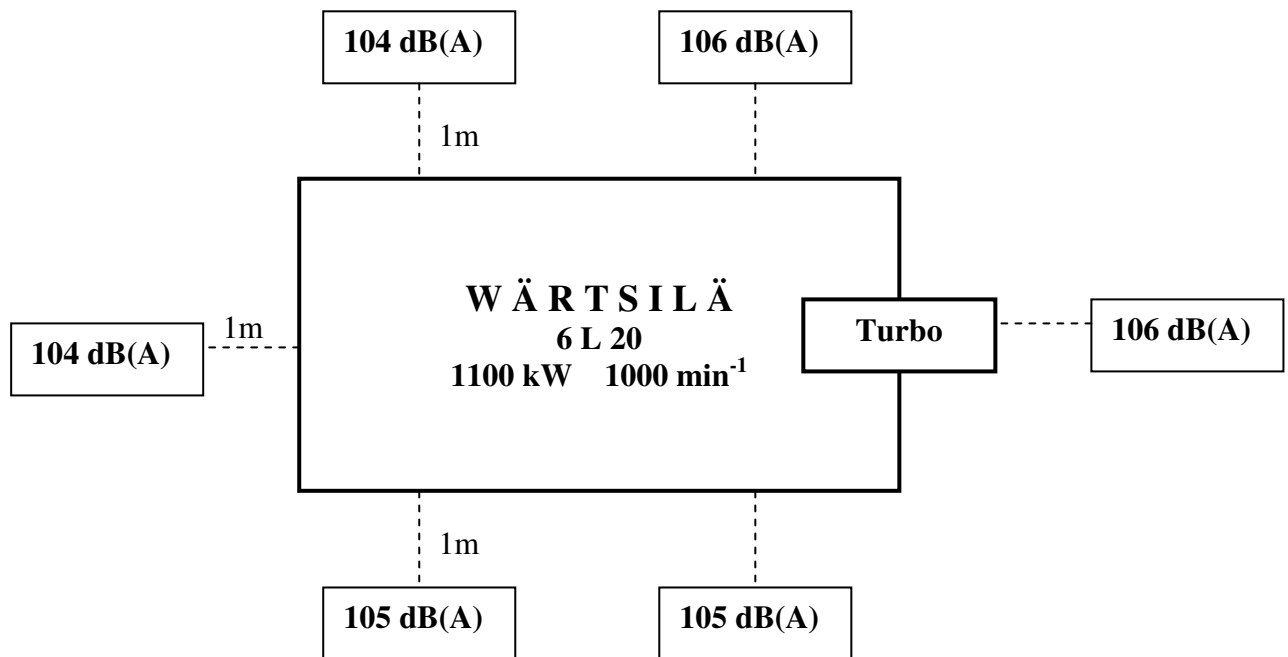 104 dB(A)
106 dB(A)
1m
W Ä R T S I L Ä
6 L 20
1100 kW 1000 min⁻¹
Turbo
1m
104 dB(A)
106 dB(A)
1m
105 dB(A)
105 dB(A)